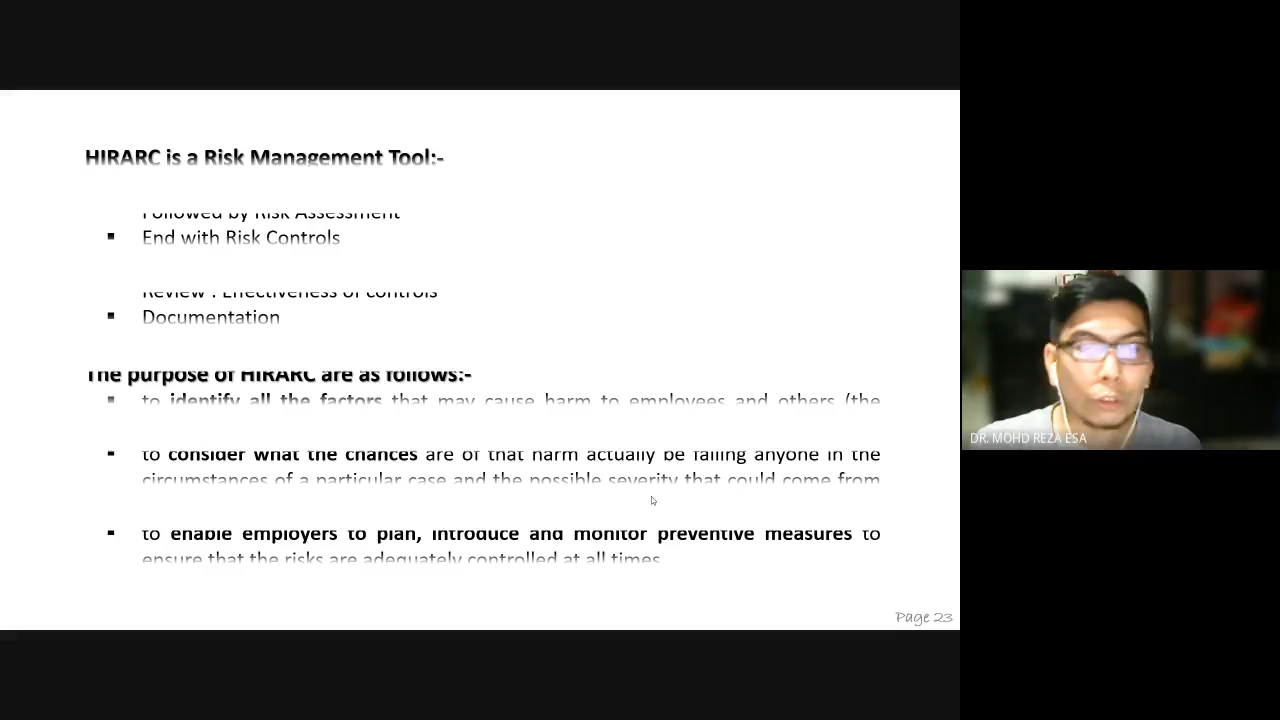 HIRARC is a Risk Management Tool:-
Followed by Risk Assessment
▪ End with Risk Controls
Review : Effectiveness of controls
▪ Documentation
The purpose of HIRARC are as follows:-
▪ to identify all the factors that may cause harm to employees and others (the
▪ to consider what the chances are of that harm actually be falling anyone in the
circumstances of a particular case and the possible severity that could come from
▪ to enable employers to plan, introduce and monitor preventive measures to
ensure that the risks are adequately controlled at all times.
Page 23
DR. MOHD REZA ESA